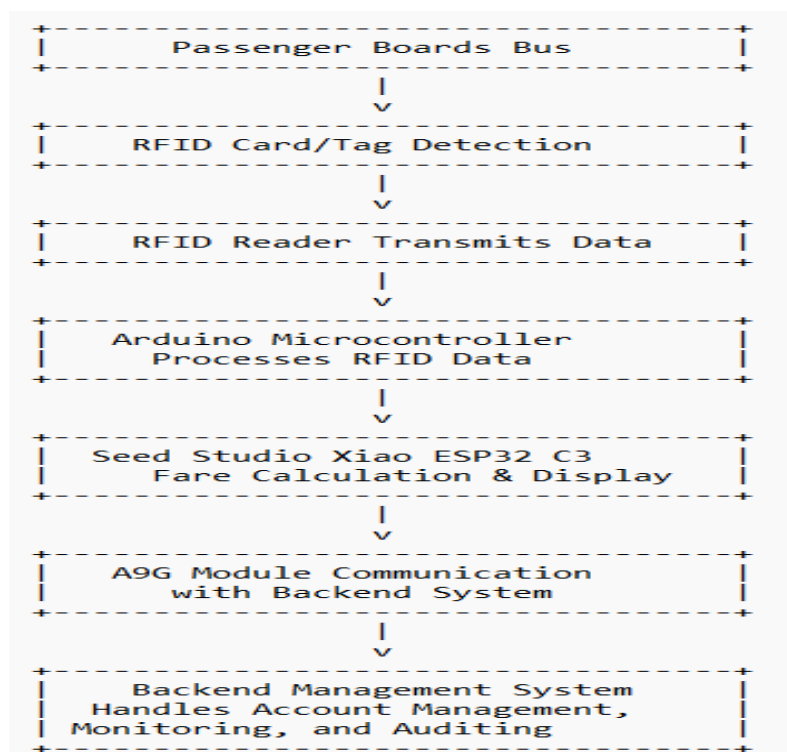 Passenger Boards Bus
RFID Card/Tag Detection
RFID Reader Transmits Data
Arduino Microcontroller
Processes RFID Data
Seed Studio Xiao ESP32 C3
Fare Calculation & Display
A9G Module Communication
with Backend System
Backend Management System
Handles Account Management,
Monitoring, and Auditing